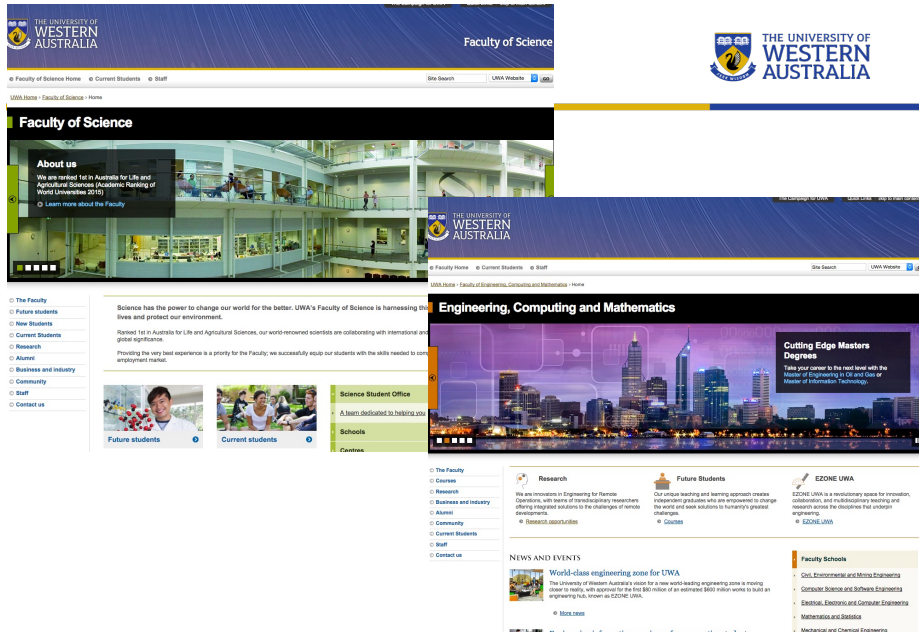 THE UNIVERSITY OF
WESTERN
AUSTRALIA
Faculty of Science
Faculty of Science Home
Current Students
Staff
Site Search
UWA Website
GO
UWA Home > Faculty of Science > Home
Faculty of Science
About us
We are ranked 1st in Australia for Life and
Agricultural Sciences (Academic Ranking of
World Universities 2015)
Learn more about the Faculty
The Faculty
Future students
New Students
Current Students
Research
Alumni
Business and industry
Community
Staff
Contact us
Science has the power to change our world for the better. UWA's Faculty of Science is harnessing this
lives and protect our environment.
Ranked 1st in Australia for Life and Agricultural Sciences, our world-renowned scientists are collaborating with international and
global significance.
Providing the very best experience is a priority for the Faculty; we successfully equip our students with the skills needed to
employment market.
Future students
Current students
Science Student Office
A team dedicated to helping you
Schools
Centres
THE UNIVERSITY OF
WESTERN
AUSTRALIA
The Campaign for UWA
Quick Links
Skip to main content
THE UNIVERSITY OF
WESTERN
AUSTRALIA
Faculty Home
Current Students
Staff
Site Search
UWA Website
UWA Home > Faculty of Engineering, Computing and Mathematics > Home
Engineering, Computing and Mathematics
Cutting Edge Masters
Degrees
Take your career to the next level with the
Master of Engineering in Oil and Gas or
Master of Information Technology.
The Faculty
Courses
Research
Business and industry
Alumni
Community
Current Students
Staff
Contact us
Research
We are innovators in Engineering for Remote
Operations, with teams of transdisciplinary researchers
offering integrated solutions to the challenges of remote
developments.
Research opportunities
Future Students
Our unique teaching and learning approach creates
independent graduates who are empowered to change
the world and seek solutions to humanity's greatest
challenges.
Courses
EZONE UWA
EZONE UWA is a revolutionary space for innovation,
collaboration, and multidisciplinary teaching and
research across the disciplines that underpin
engineering.
EZONE UWA
NEWS AND EVENTS
World-class engineering zone for UWA
The University of Western Australia's vision for a new world-leading engineering zone is moving
closer to reality, with approval for the first $80 million of an estimated $600 million works to build an
engineering hub, known as EZONE UWA.
More news
Faculty Schools
Civil, Environmental and Mining Engineering
Computer Science and Software Engineering
Electrical, Electronic and Computer Engineering
Mathematics and Statistics
Mechanical and Chemical Engineering